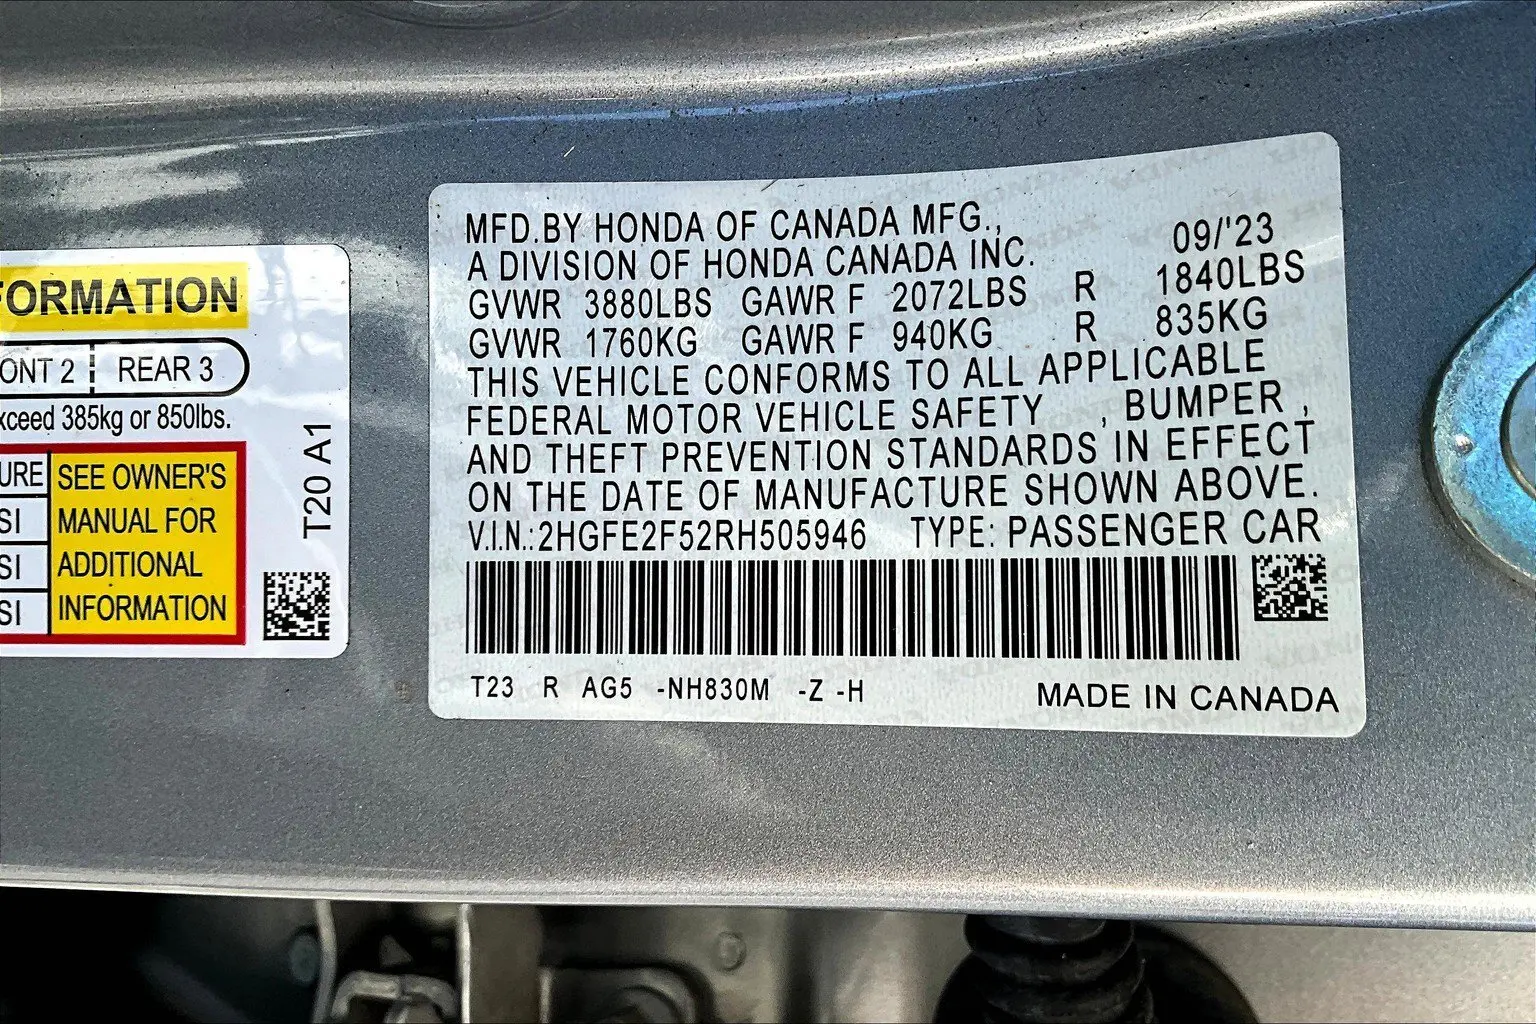 FORMATION
ONT 2 REAR 3
xceed 385kg or 850lbs.
URE SEE OWNER'S
SI MANUAL FOR
SI ADDITIONAL
SI INFORMATION
T20 A1
MFD.BY HONDA OF CANADA MFG.,
A DIVISION OF HONDA CANADA INC. 09/'23
GVWR 3880LBS GAWR F 2072LBS R 1840LBS
GVWR 1760KG GAWR F 940KG R 835KG
THIS VEHICLE CONFORMS TO ALL APPLICABLE
FEDERAL MOTOR VEHICLE SAFETY , BUMPER ,
AND THEFT PREVENTION STANDARDS IN EFFECT
ON THE DATE OF MANUFACTURE SHOWN ABOVE.
V.I.N.:2HGFE2F52RH505946 TYPE: PASSENGER CAR
T23 R AG5 -NH830M -Z -H MADE IN CANADA